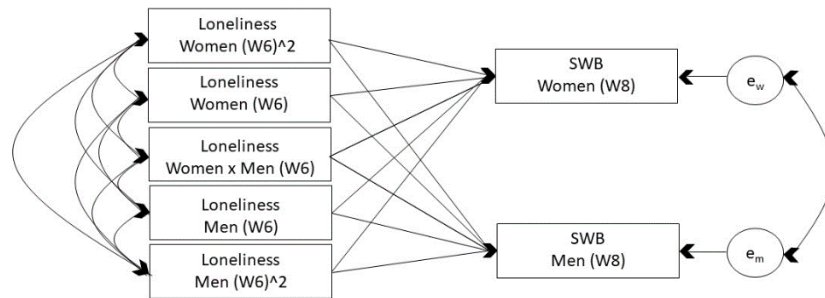 Loneliness
Women (W6)^2
Loneliness
Women (W6)
Loneliness
Women x Men (W6)
Loneliness
Men (W6)
Loneliness
Men (W6)^2
SWB
Women (W8)
e_w
SWB
Men (W8)
e_m